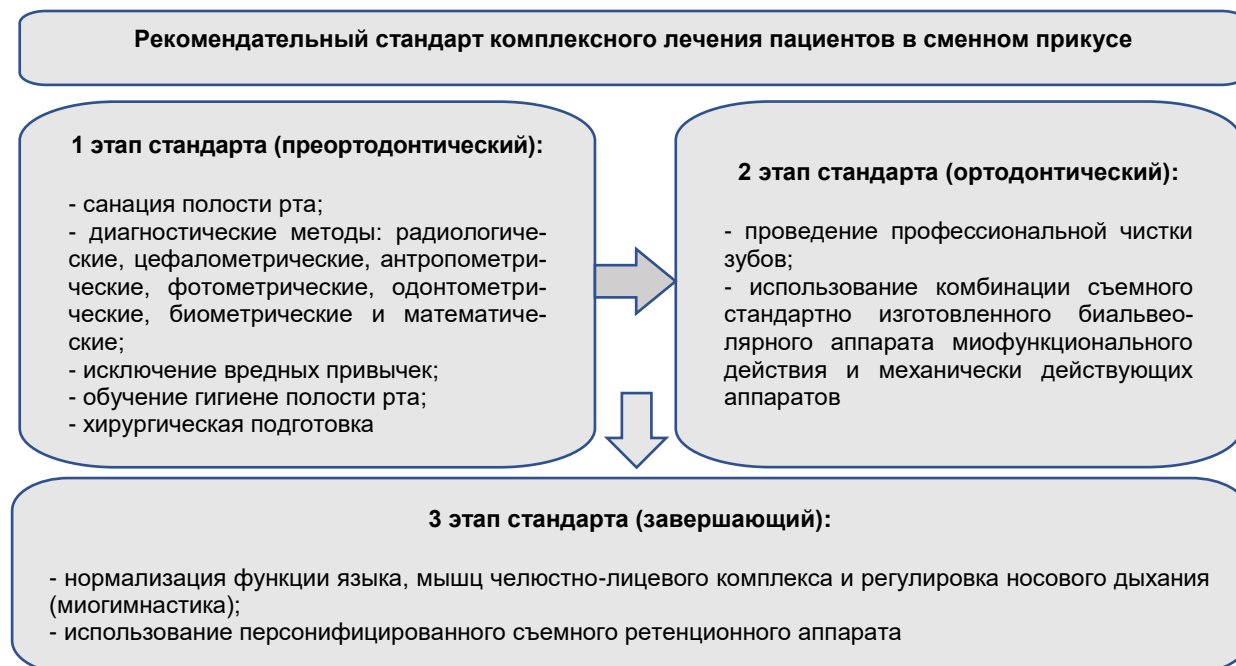 Рекомендательный стандарт комплексного лечения пациентов в сменном прикусе
1 этап стандарта (преортодонтический):
- санация полости рта;
- диагностические методы: радиологиче-
ские, цефалометрические, антропометри-
ческие, фотометрические, одонтометри-
ческие, биометрические и математиче-
ские;
- исключение вредных привычек;
- обучение гигиене полости рта;
- хирургическая подготовка
2 этап стандарта (ортодонтический):
- проведение профессиональной чистки
зубов;
- использование комбинации съемного
стандартно изготовленного биальвео-
лярного аппарата миофункционального
действия и механически действующих
аппаратов
3 этап стандарта (завершающий):
- нормализация функции языка, мышц челюстно-лицевого комплекса и регулировка носового дыхания
(миогимнастика);
- использование персонифицированного съемного ретенционного аппарата